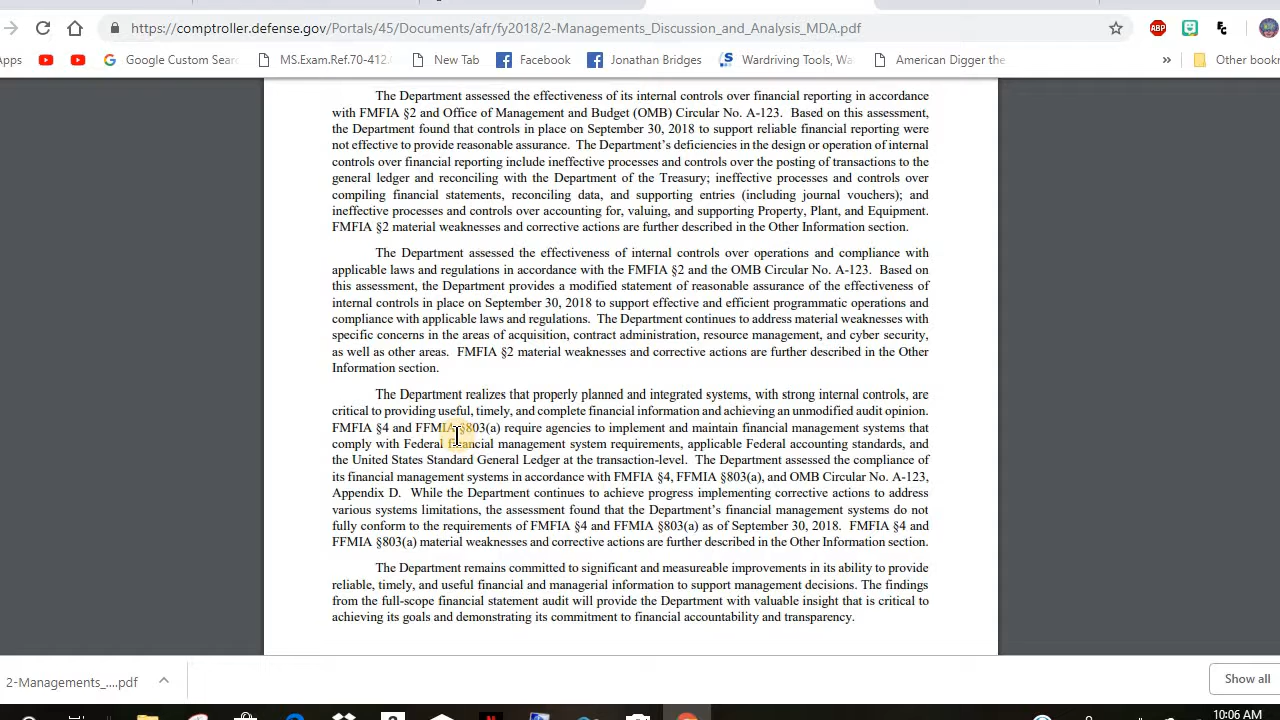 https://comptroller.defense.gov/Portals/45/Documents/afr/fy2018/2-Managements_Discussion_and_Analysis_MDA.pdf
ABP
Apps
Google Custom Sear
MS.Exam.Ref.70-412.
New Tab
Facebook
Jonathan Bridges
Wardriving Tools, Wa
American Digger the
»
Other bookm
The Department assessed the effectiveness of its internal controls over financial reporting in accordance
with FMFIA §2 and Office of Management and Budget (OMB) Circular No. A-123. Based on this assessment,
the Department found that controls in place on September 30, 2018 to support reliable financial reporting were
not effective to provide reasonable assurance. The Department's deficiencies in the design or operation of internal
controls over financial reporting include ineffective processes and controls over the posting of transactions to the
general ledger and reconciling with the Department of the Treasury; ineffective processes and controls over
compiling financial statements, reconciling data, and supporting entries (including journal vouchers); and
ineffective processes and controls over accounting for, valuing, and supporting Property, Plant, and Equipment.
FMFIA §2 material weaknesses and corrective actions are further described in the Other Information section.
The Department assessed the effectiveness of internal controls over operations and compliance with
applicable laws and regulations in accordance with the FMFIA §2 and the OMB Circular No. A-123. Based on
this assessment, the Department provides a modified statement of reasonable assurance of the effectiveness of
internal controls in place on September 30, 2018 to support effective and efficient programmatic operations and
compliance with applicable laws and regulations. The Department continues to address material weaknesses with
specific concerns in the areas of acquisition, contract administration, resource management, and cyber security,
as well as other areas. FMFIA §2 material weaknesses and corrective actions are further described in the Other
Information section.
The Department realizes that properly planned and integrated systems, with strong internal controls, are
critical to providing useful, timely, and complete financial information and achieving an unmodified audit opinion.
FMFIA §4 and FFMIA §803(a) require agencies to implement and maintain financial management systems that
comply with Federal financial management system requirements, applicable Federal accounting standards, and
the United States Standard General Ledger at the transaction-level. The Department assessed the compliance of
its financial management systems in accordance with FMFIA §4, FFMIA §803(a), and OMB Circular No. A-123,
Appendix D. While the Department continues to achieve progress implementing corrective actions to address
various systems limitations, the assessment found that the Department's financial management systems do not
fully conform to the requirements of FMFIA §4 and FFMIA §803(a) as of September 30, 2018. FMFIA §4 and
FFMIA §803(a) material weaknesses and corrective actions are further described in the Other Information section.
The Department remains committed to significant and measureable improvements in its ability to provide
reliable, timely, and useful financial and managerial information to support management decisions. The findings
from the full-scope financial statement audit will provide the Department with valuable insight that is critical to
achieving its goals and demonstrating its commitment to financial accountability and transparency.
2-Managements_....pdf
Show all
10:06 AM